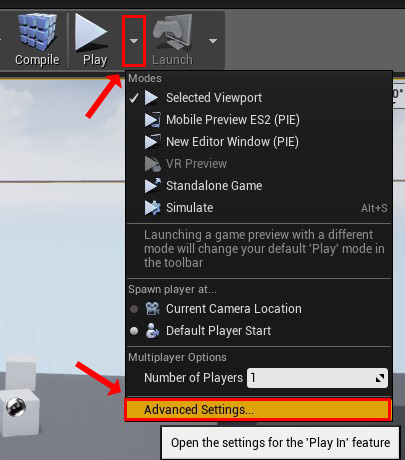 Compile
Play
Launch
Modes
Selected Viewport
Mobile Preview ES2 (PIE)
New Editor Window (PIE)
VR Preview
Standalone Game
Simulate Alt+S
Launching a game preview with a different
mode will change your default 'Play' mode in
the toolbar
Spawn player at...
Current Camera Location
Default Player Start
Multiplayer Options
Number of Players 1
Advanced Settings...
Open the settings for the 'Play In' feature